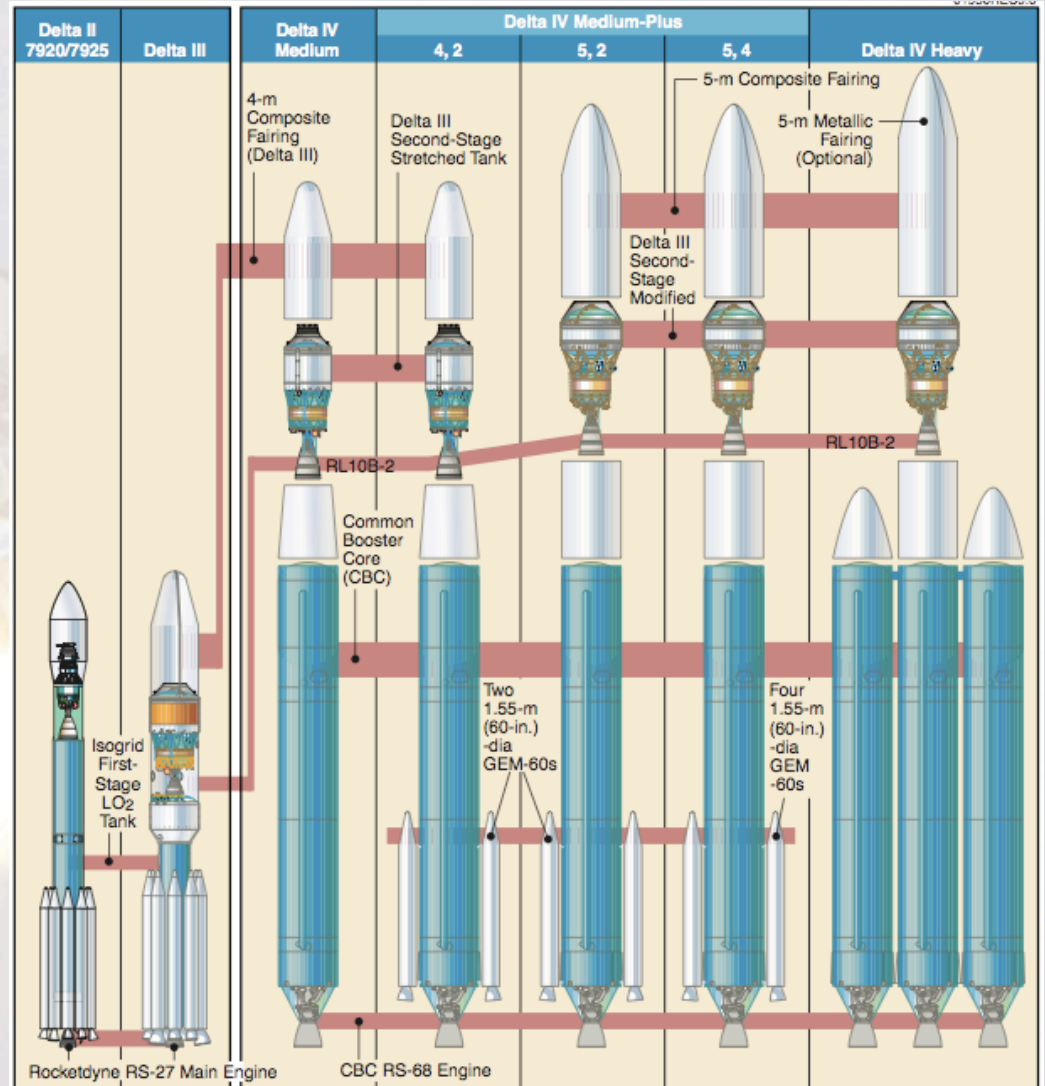 Delta II
7920/7925
Delta III
Delta IV
Medium
Delta IV Medium-Plus
4, 2
5, 2
5, 4
Delta IV Heavy
4-m
Composite
Fairing
(Delta III)
Delta III
Second-Stage
Stretched Tank
5-m Composite Fairing
5-m Metallic
Fairing
(Optional)
Delta III
Second-
Stage
Modified
RL10B-2
RL10B-2
Common
Booster
Core
(CBC)
Two
1.55-m
(60-in.)
-dia
GEM-60s
Four
1.55-m
(60-in.)
-dia
GEM
-60s
Isogrid
First-
Stage
LO2
Tank
Rocketdyne RS-27 Main Engine
CBC RS-68 Engine